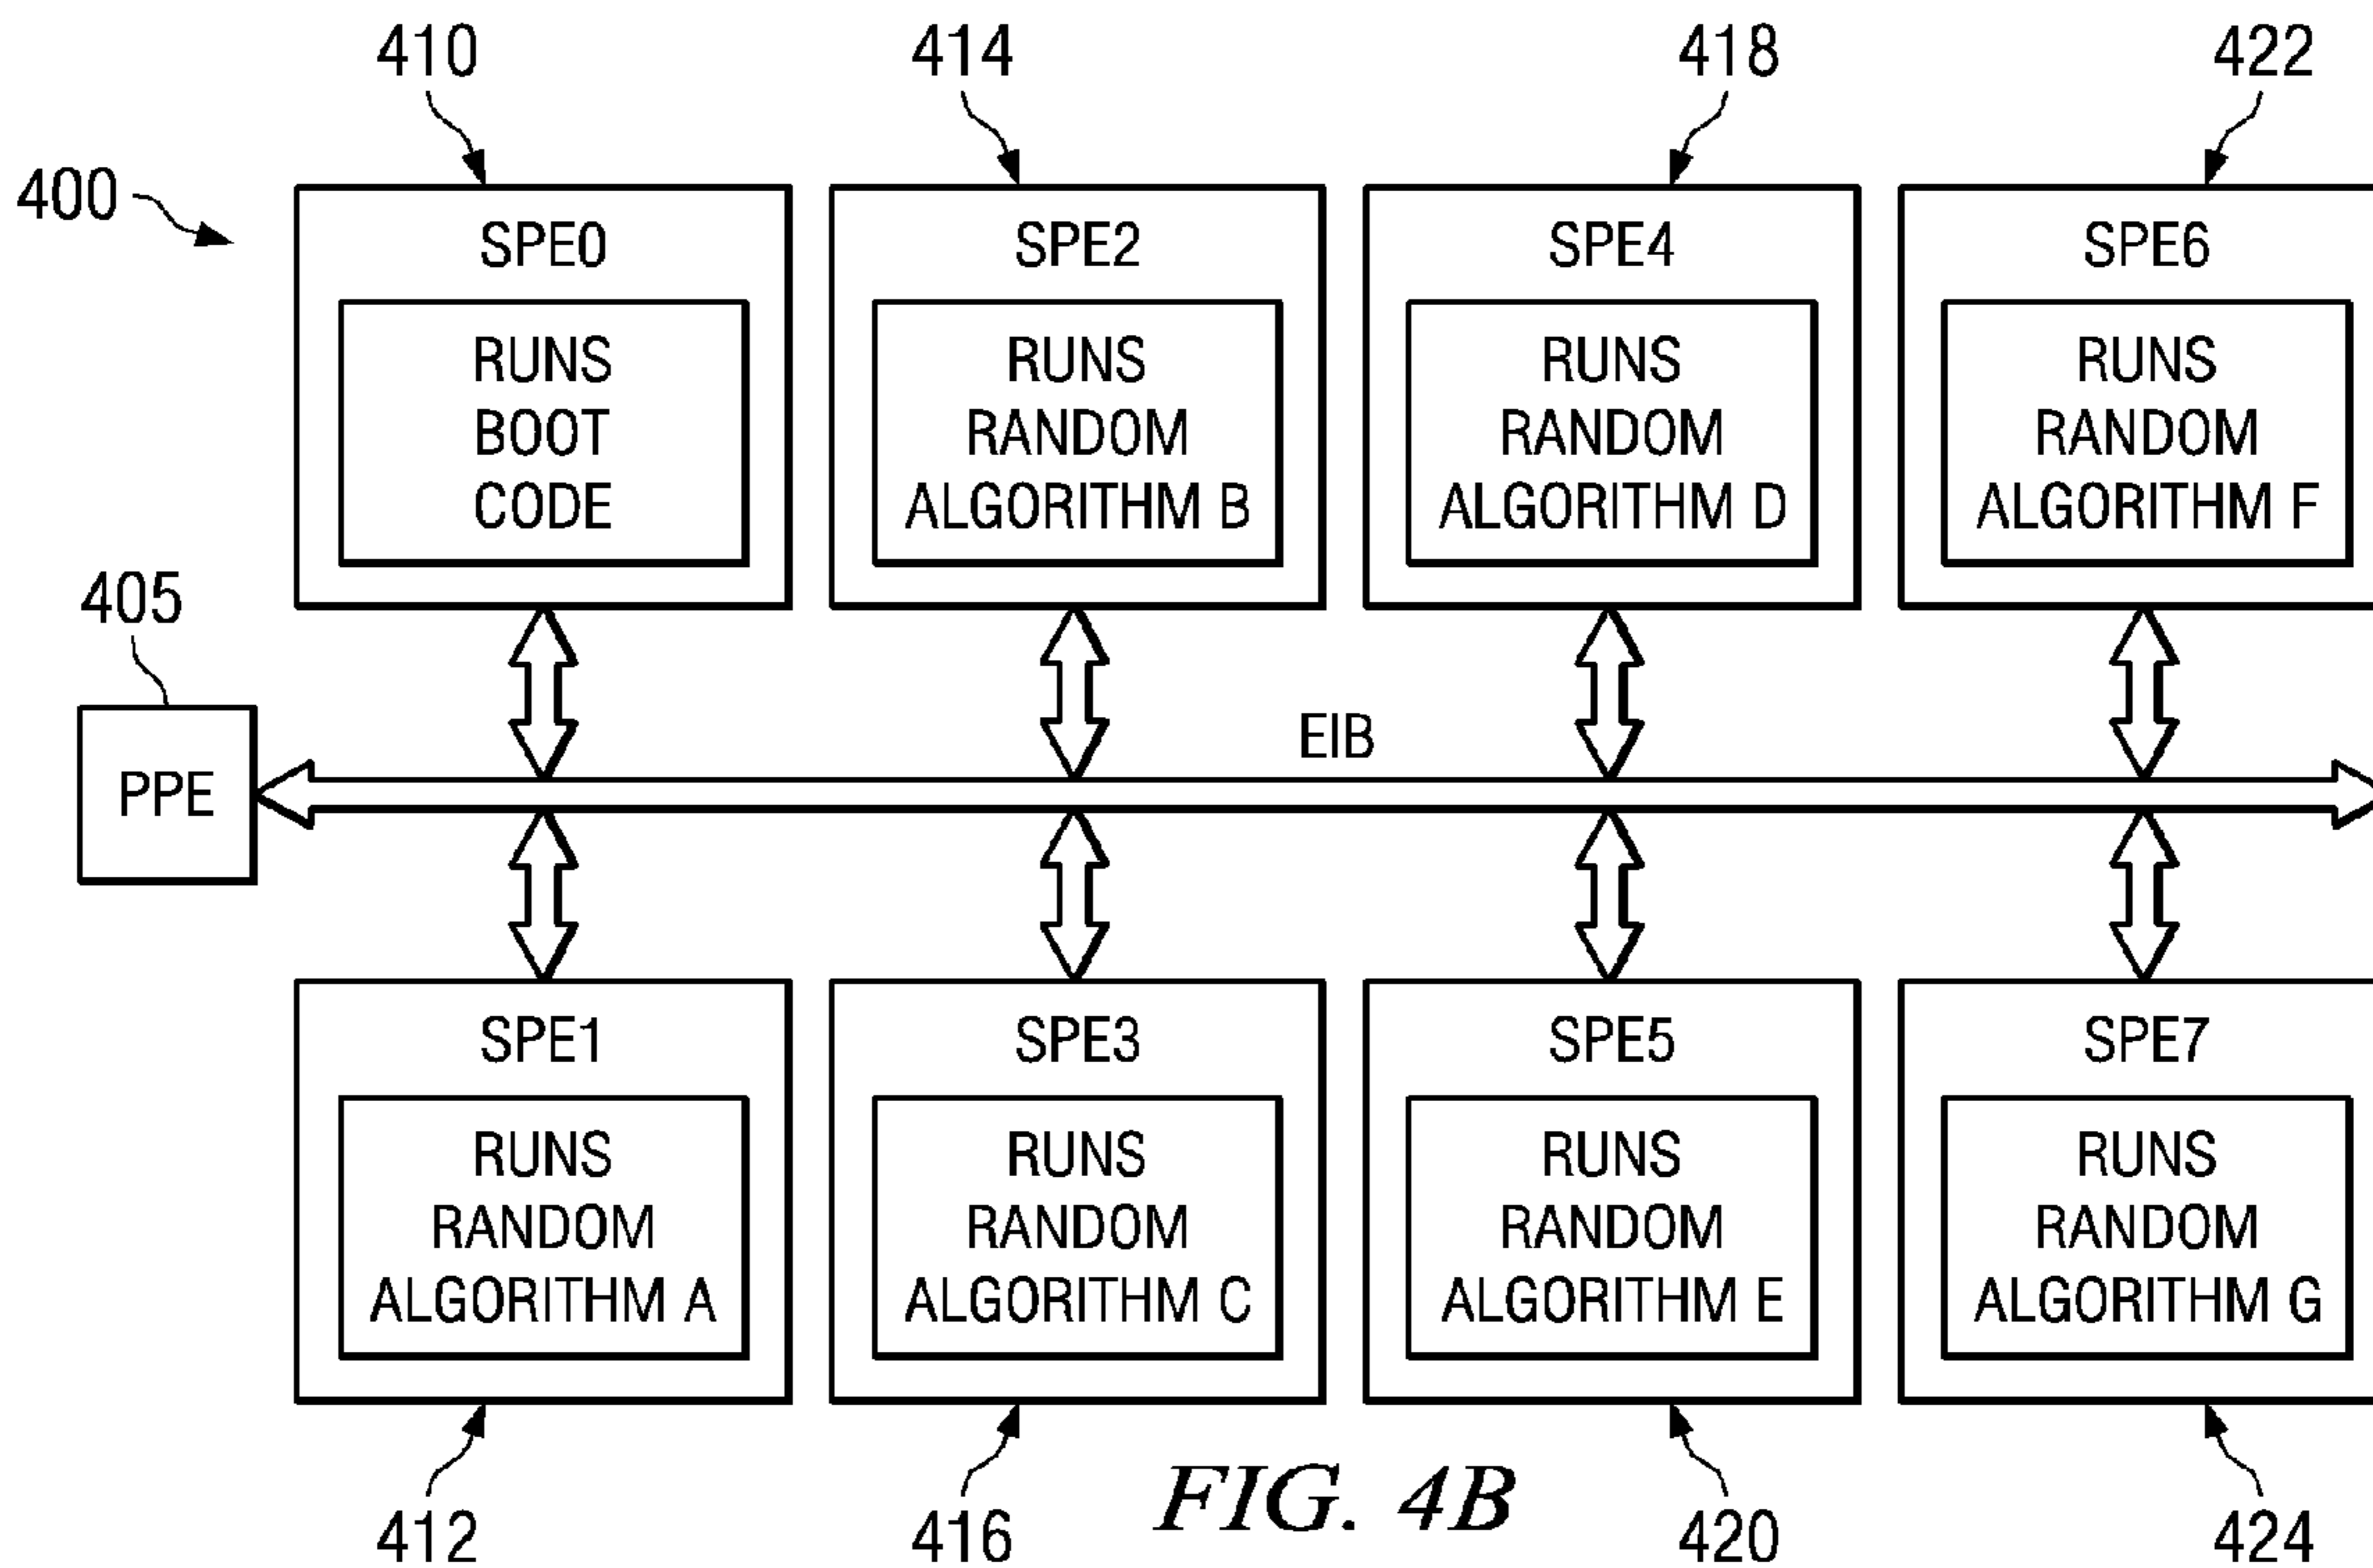 410
414
418
422
400
SPE0
RUNS
BOOT
CODE
SPE2
RUNS
RANDOM
ALGORITHM B
SPE4
RUNS
RANDOM
ALGORITHM D
SPE6
RUNS
RANDOM
ALGORITHM F
405
PPE
EIB
SPE1
RUNS
RANDOM
ALGORITHM A
SPE3
RUNS
RANDOM
ALGORITHM C
SPE5
RUNS
RANDOM
ALGORITHM E
SPE7
RUNS
RANDOM
ALGORITHM G
412
416
420
424
FIG. 4B